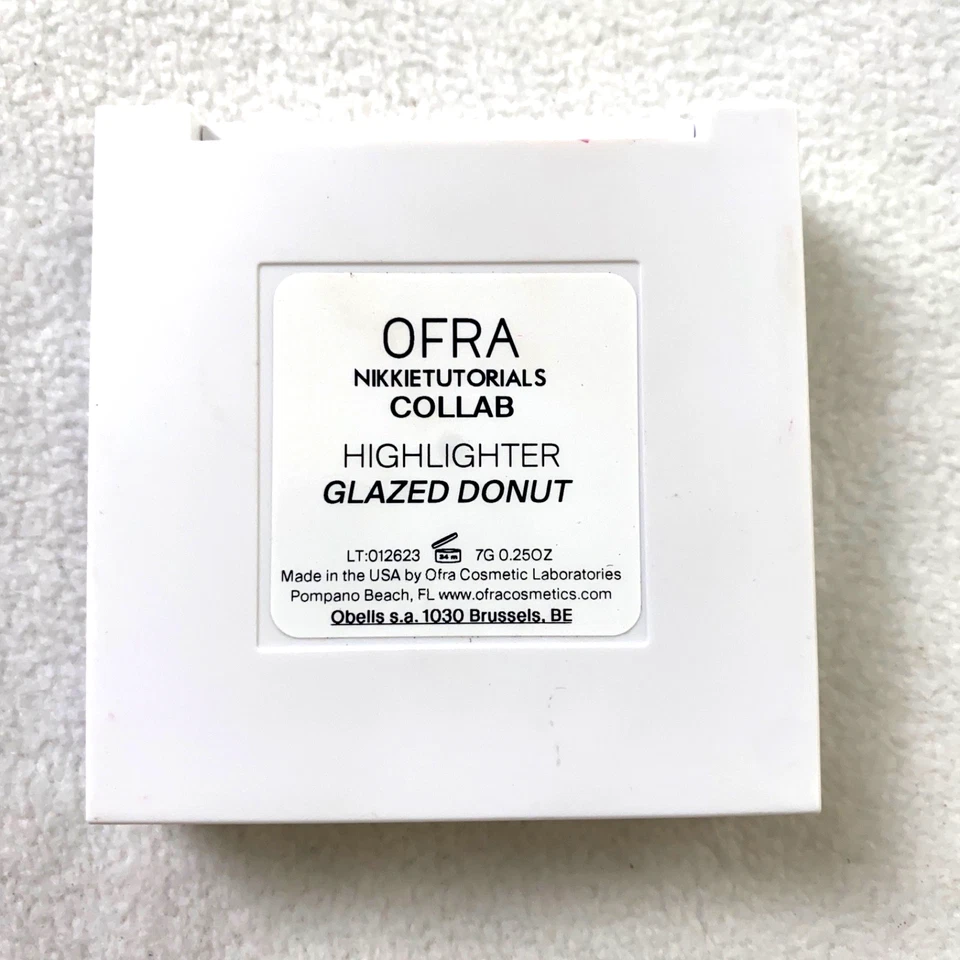 OFRA
NIKKIETUTORIALS
COLLAB
HIGHLIGHTER
GLAZED DONUT
LT:012623 24 m 7G 0.25OZ
Made in the USA by Ofra Cosmetic Laboratories
Pompano Beach, FL www.ofracosmetics.com
Obells s.a. 1030 Brussels, BE